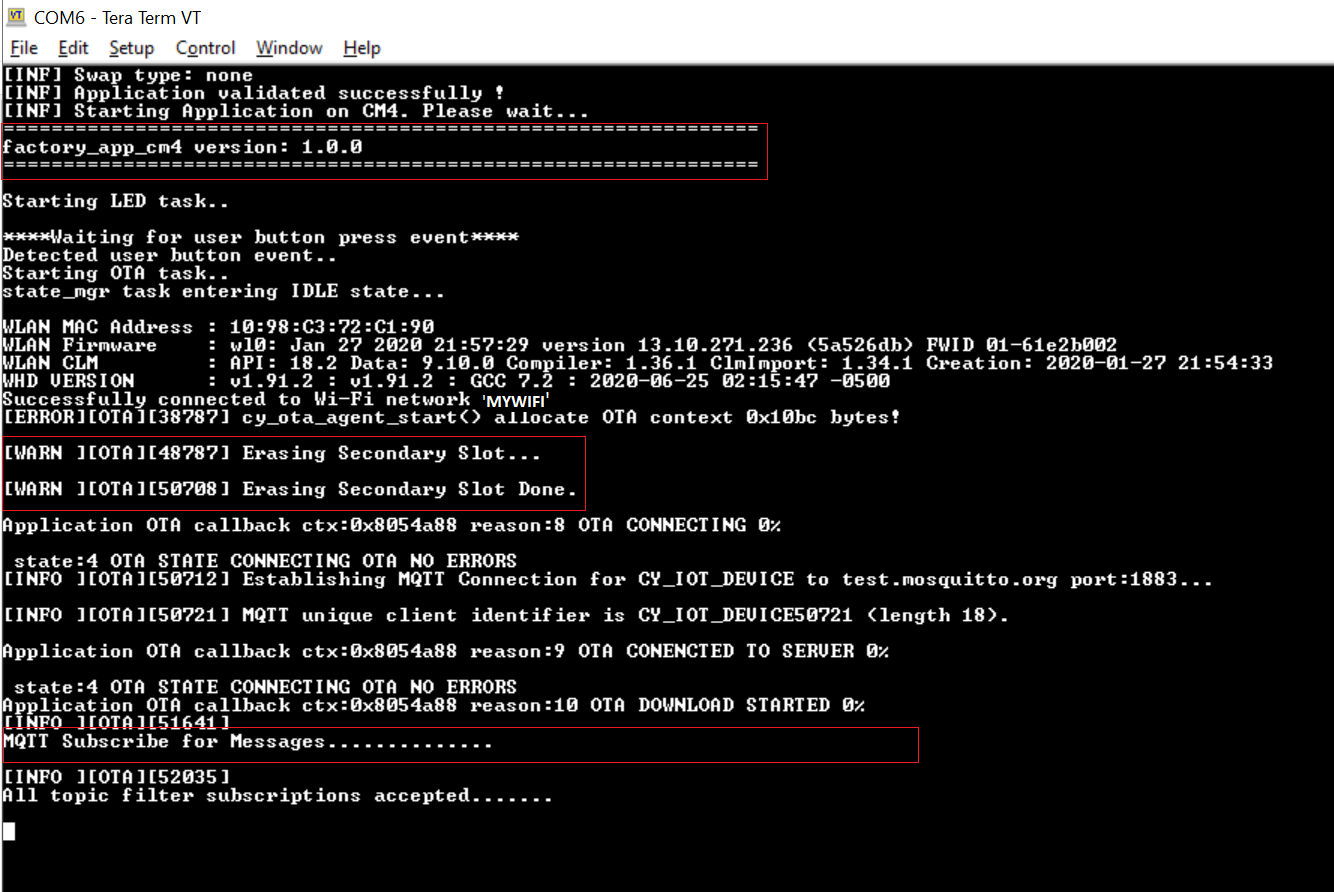 COM6 - Tera Term VT
File Edit Setup Control Window Help
[INF] Swap type: none
[INF] Application validated successfully !
[INF] Starting Application on CM4. Please wait...
===============================================================
factory_app_cm4 version: 1.0.0
===============================================================
Starting LED task..
****Waiting for user button press event****
Detected user button event..
Starting OTA task..
state_mgr task entering IDLE state...
WLAN MAC Address : 10:98:C3:72:C1:90
WLAN Firmware : wl0: Jan 27 2020 21:57:29 version 13.10.271.236 (5a526db) FWID 01-61e2b002
WLAN CLM : API: 18.2 Data: 9.10.0 Compiler: 1.36.1 ClmImport: 1.34.1 Creation: 2020-01-27 21:54:33
WHD VERSION : v1.91.2 : v1.91.2 : GCC 7.2 : 2020-06-25 02:15:47 -0500
Successfully connected to Wi-Fi network 'MYWIFI'
[ERROR][OTA][38787] cy_ota_agent_start() allocate OTA context 0x10bc bytes!
[WARN ][OTA][48787] Erasing Secondary Slot...
[WARN ][OTA][50708] Erasing Secondary Slot Done.
Application OTA callback ctx:0x8054a88 reason:8 OTA CONNECTING 0%
state:4 OTA STATE CONNECTING OTA NO ERRORS
[INFO ][OTA][50712] Establishing MQTT Connection for CY_IOT_DEVICE to test.mosquitto.org port:1883...
[INFO ][OTA][50721] MQTT unique client identifier is CY_IOT_DEVICE50721 (length 18).
Application OTA callback ctx:0x8054a88 reason:9 OTA CONENCTED TO SERVER 0%
state:4 OTA STATE CONNECTING OTA NO ERRORS
Application OTA callback ctx:0x8054a88 reason:10 OTA DOWNLOAD STARTED 0%
[INFO ][OTA][51641]
MQTT Subscribe for Messages..............
[INFO ][OTA][52035]
All topic filter subscriptions accepted.......